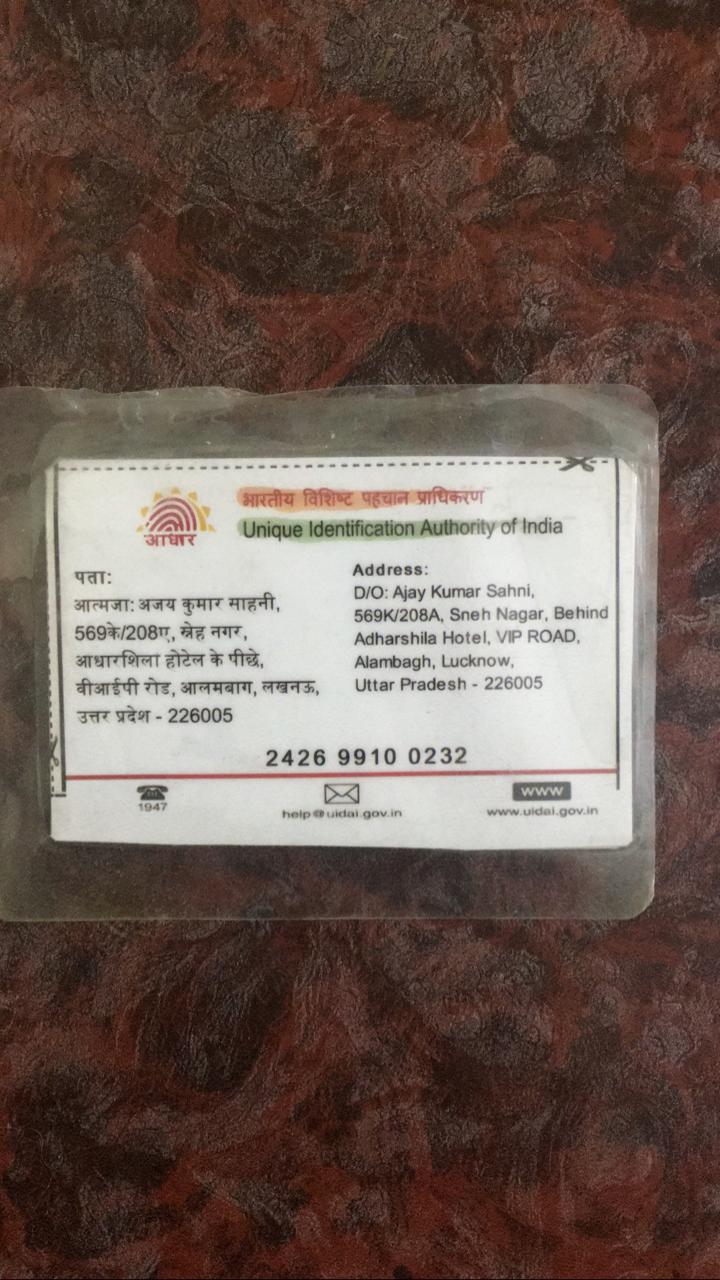 आधार
भारतीय विशिष्ट पहचान प्राधिकरण
Unique Identification Authority of India
पता:
आत्मजा: अजय कुमार साहनी,
569के/208ए, स्नेह नगर,
आधारशिला होटेल के पीछे,
वीआईपी रोड, आलमबाग, लखनऊ,
उत्तर प्रदेश - 226005
Address:
D/O: Ajay Kumar Sahni,
569K/208A, Sneh Nagar, Behind
Adharshila Hotel, VIP ROAD,
Alambagh, Lucknow,
Uttar Pradesh - 226005
2426 9910 0232
1947
help@uidai.gov.in
www
www.uidai.gov.in